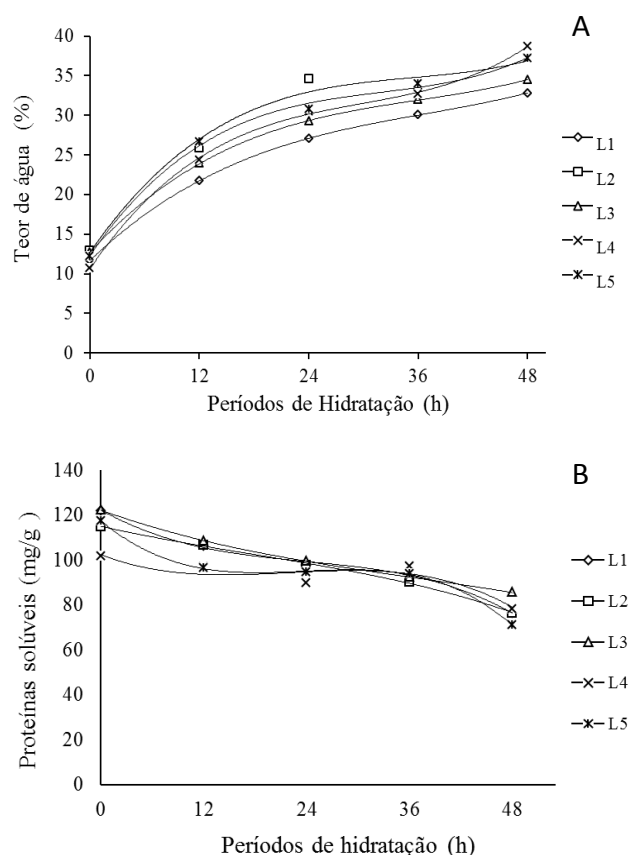 A
Teor de água (%)
40
35
30
25
20
15
10
5
0
0 12 24 36 48
Períodos de Hidratação (h)
L1
L2
L3
L4
L5
B
Proteínas solúveis (mg/g)
140
120
100
80
60
40
20
0
0 12 24 36 48
Períodos de hidratação (h)
L1
L2
L3
L4
L5